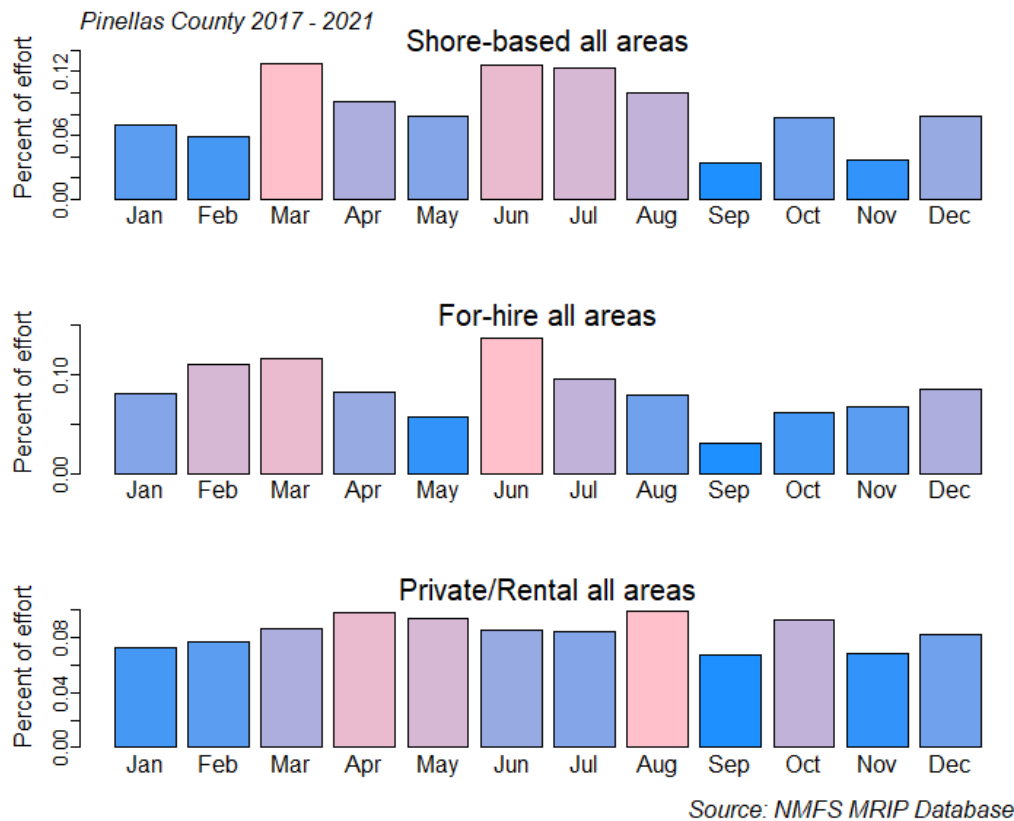 Pinellas County 2017 - 2021
Shore-based all areas
Percent of effort
0.00 0.06 0.12
Jan Feb Mar Apr May Jun Jul Aug Sep Oct Nov Dec
For-hire all areas
Percent of effort
0.00 0.10
Jan Feb Mar Apr May Jun Jul Aug Sep Oct Nov Dec
Private/Rental all areas
Percent of effort
0.00 0.04 0.08
Jan Feb Mar Apr May Jun Jul Aug Sep Oct Nov Dec
Source: NMFS MRIP Database